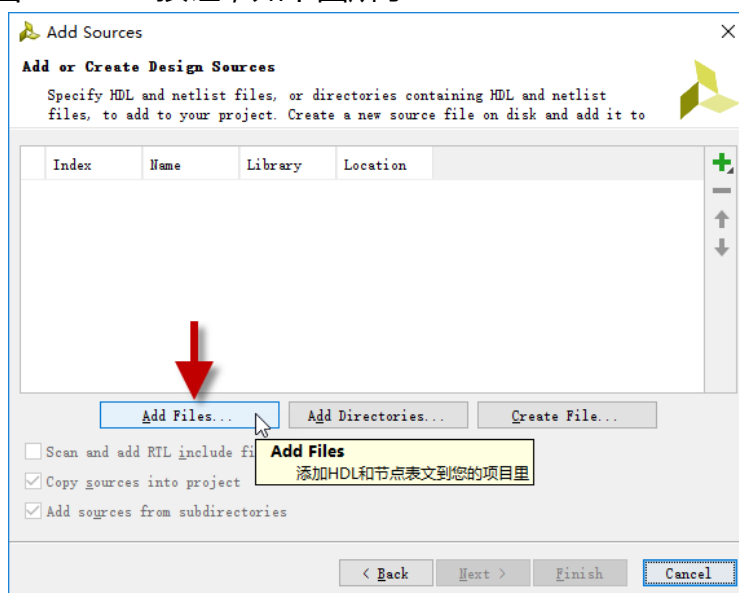 Add Sources
Add or Create Design Sources
Specify HDL and netlist files, or directories containing HDL and netlist
files, to add to your project. Create a new source file on disk and add it to
Index Name Library Location
Add Files... Add Directories... Create File...
Scan and add RTL include fi
Add Files
添加HDL和节点表文到您的项目里
Copy sources into project
Add sources from subdirectories
< Back Next > Finish Cancel